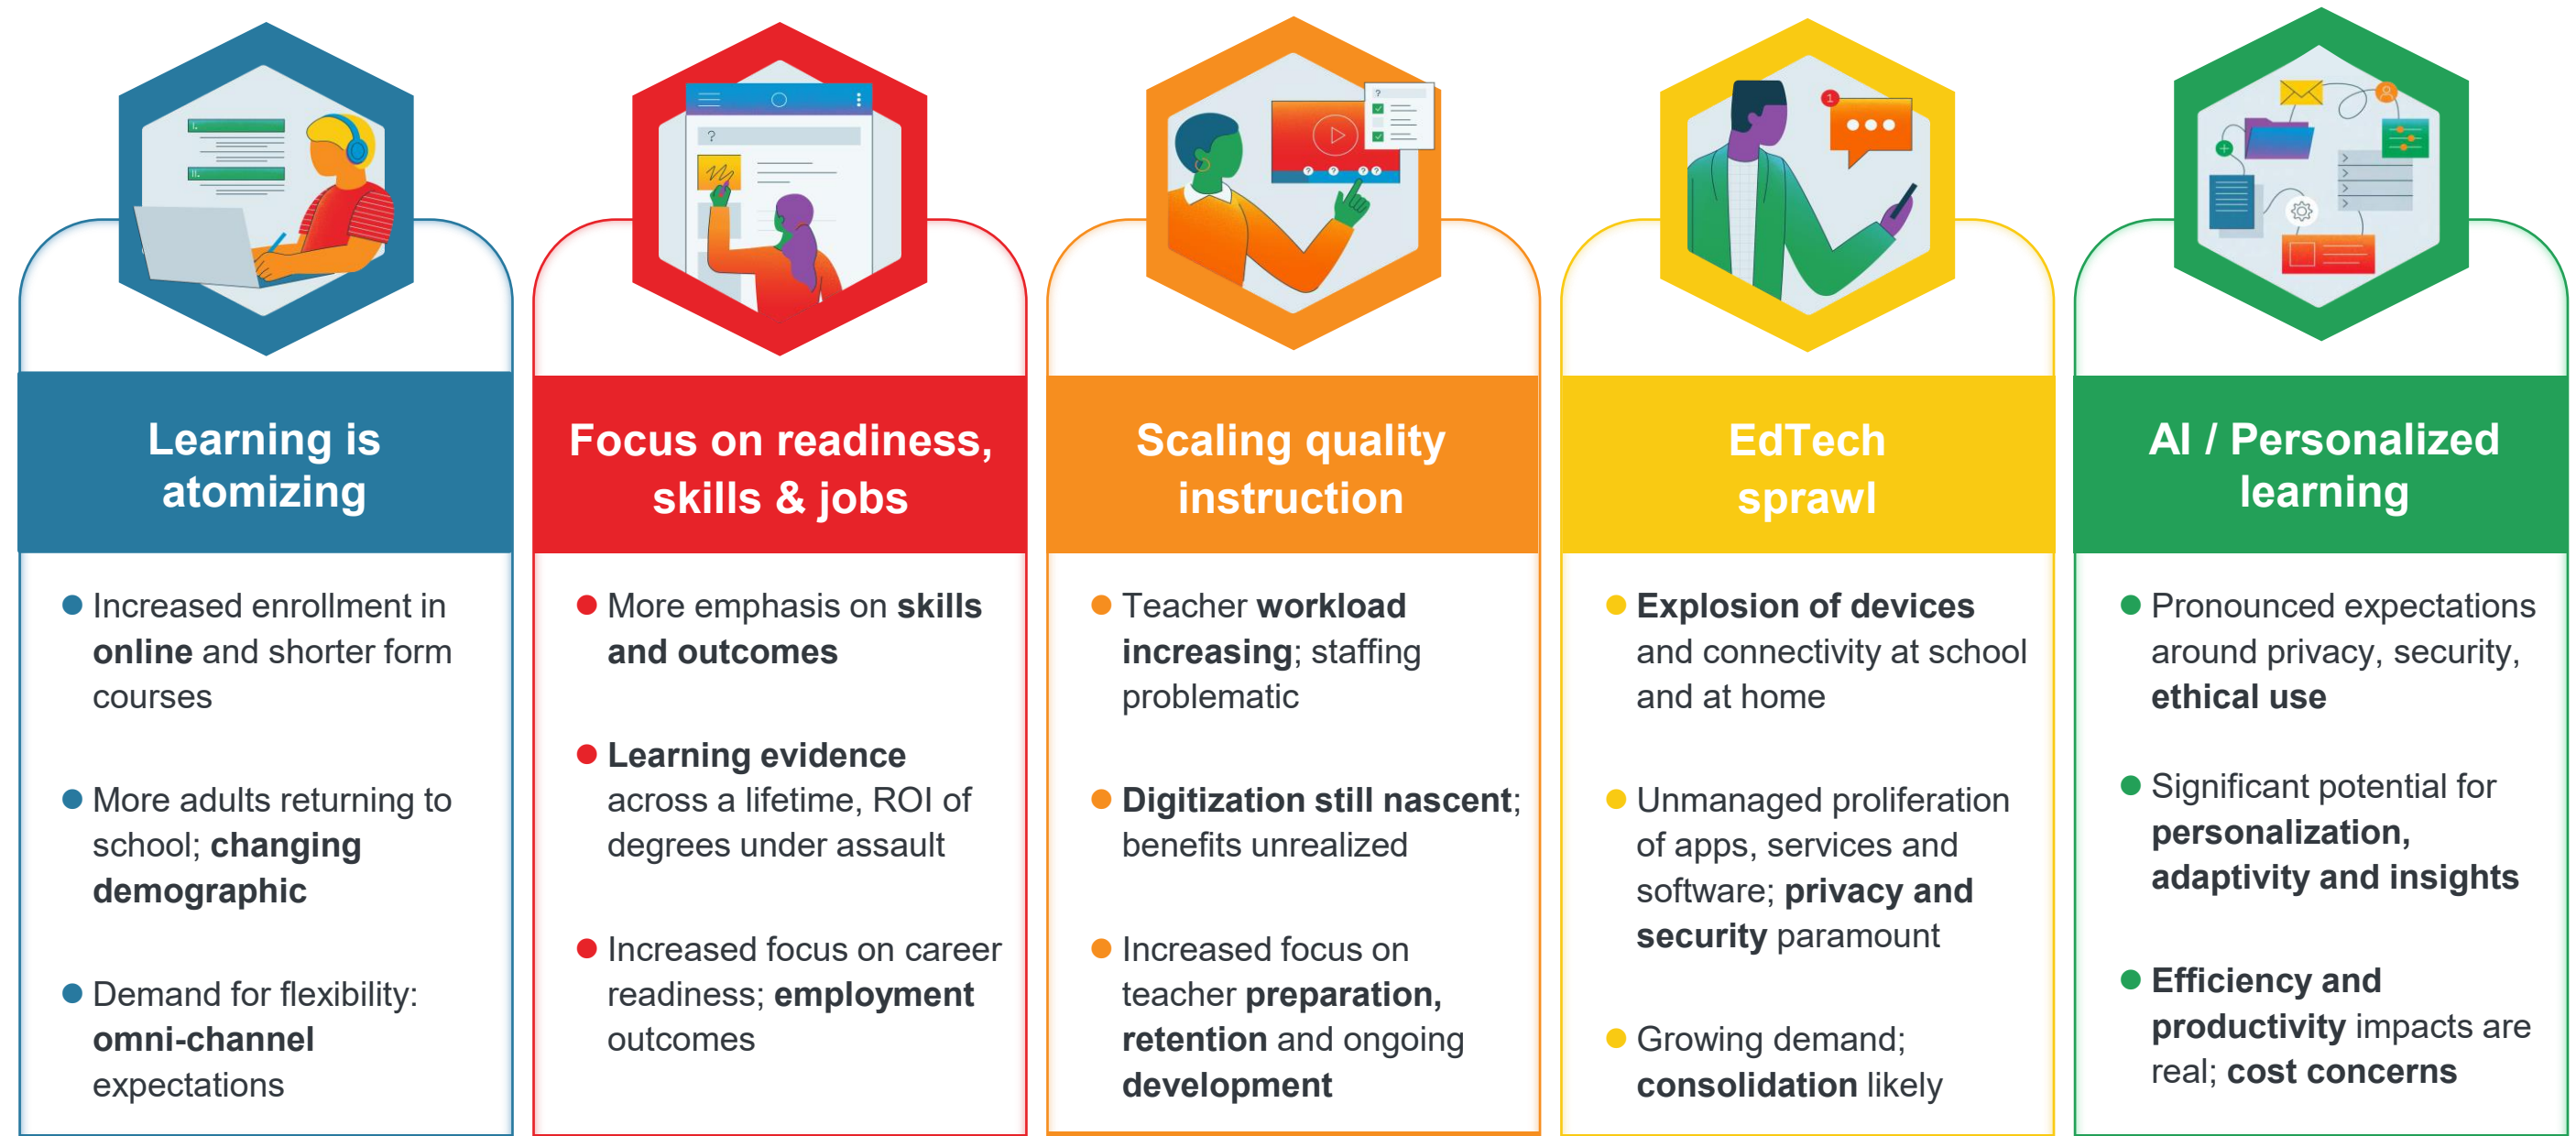 Learning is
atomizing
Increased enrollment in
online and shorter form
courses
More adults returning to
school; changing
demographic
Demand for flexibility:
omni-channel
expectations
?
Focus on readiness,
skills & jobs
More emphasis on skills
and outcomes
Learning evidence
across a lifetime, ROI of
degrees under assault
Increased focus on career
readiness; employment
outcomes
?
? ? ? ?
Scaling quality
instruction
Teacher workload
increasing; staffing
problematic
Digitization still nascent;
benefits unrealized
Increased focus on
teacher preparation,
retention and ongoing
development
1
EdTech
sprawl
Explosion of devices
and connectivity at school
and at home
Unmanaged proliferation
of apps, services and
software; privacy and
security paramount
Growing demand;
consolidation likely
AI / Personalized
learning
Pronounced expectations
around privacy, security,
ethical use
Significant potential for
personalization,
adaptivity and insights
Efficiency and
productivity impacts are
real; cost concerns